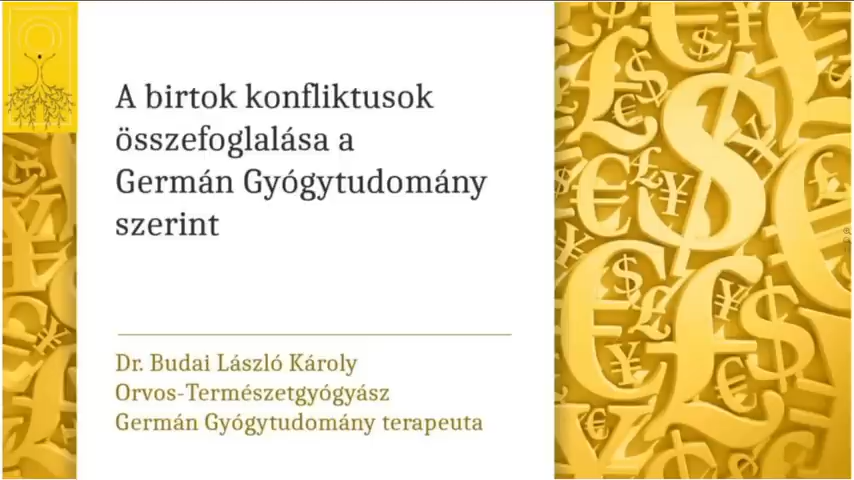 A birtok konfliktusok
összefoglalása a
Germán Gyógytudomány
szerint
Dr. Budai László Károly
Orvos-Természetgyógyász
Germán Gyógytudomány terapeuta